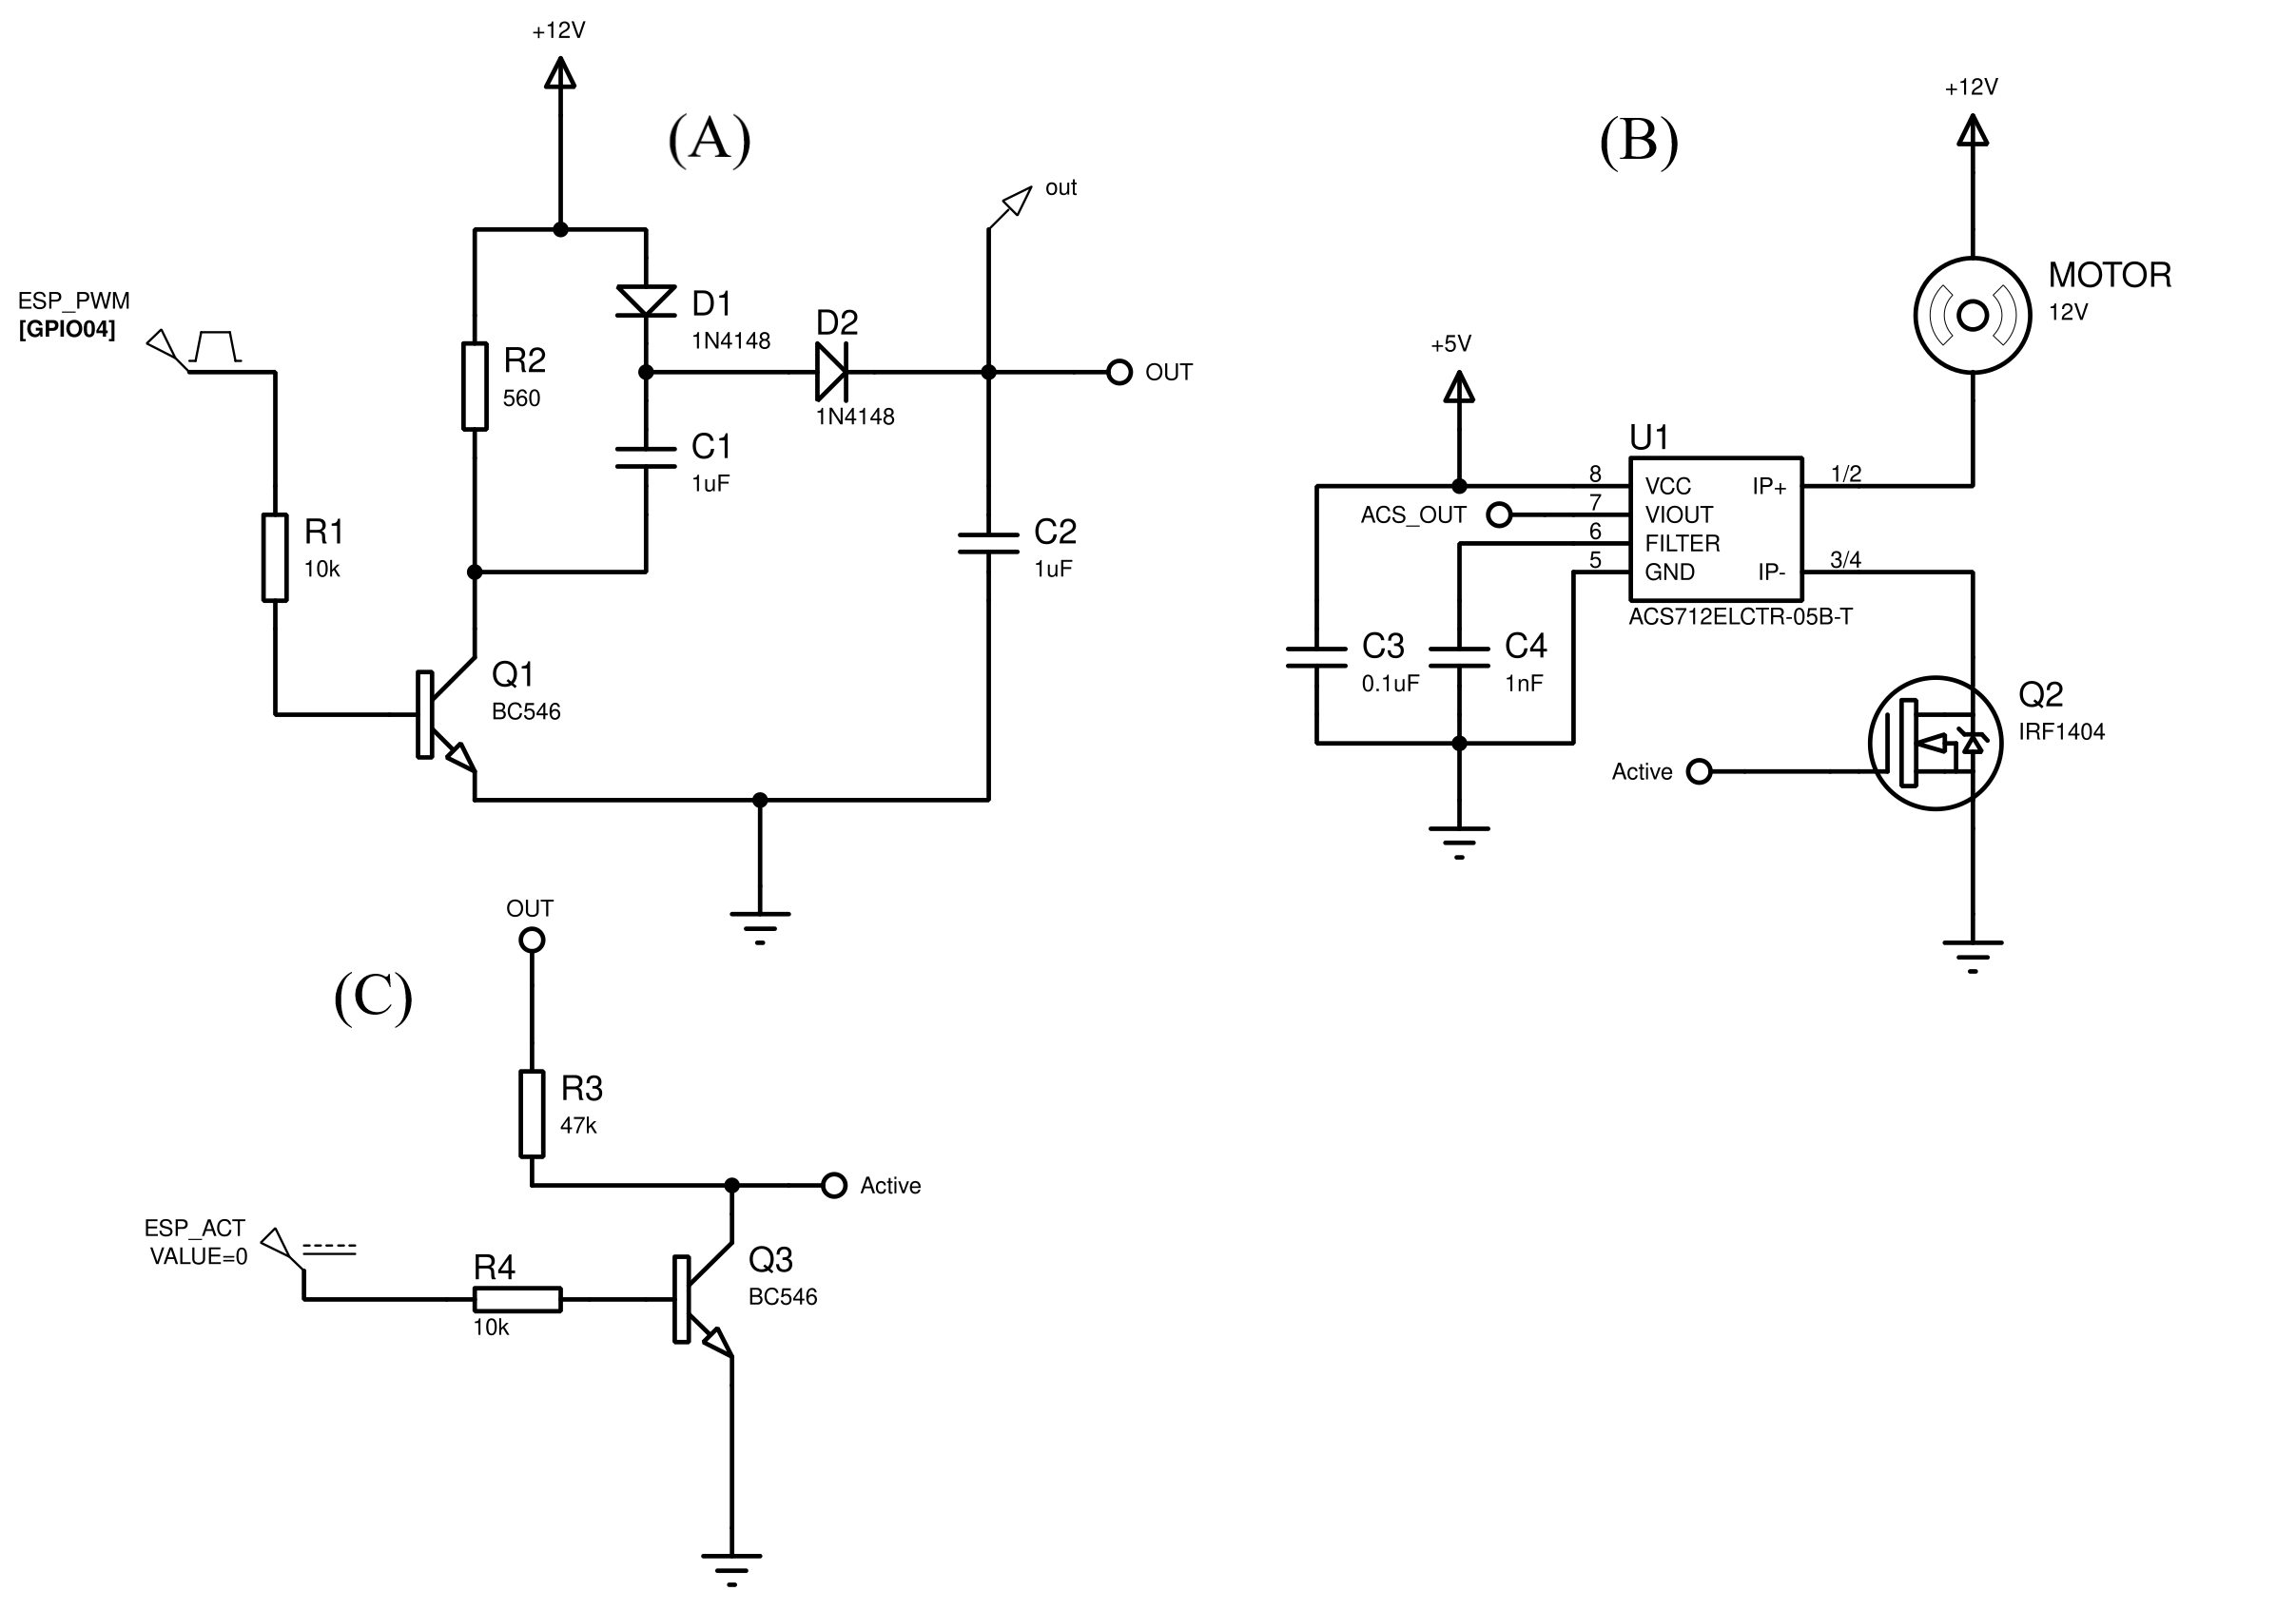 +12V
(A)
ESP_PWM
[GPIO04]
R1
10k
R2
560
D1
1N4148
D2
1N4148
C1
1uF
out
OUT
C2
1uF
Q1
BC546
(B)
+12V
MOTOR
12V
+5V
U1
8
7
6
5
VCC
VIOUT
FILTER
GND
IP+
IP-
1/2
3/4
ACS_OUT
ACS712ELCTR-05B-T
C3
0.1uF
C4
1nF
Q2
IRF1404
Active
(C)
OUT
R3
47k
Active
ESP_ACT
VALUE=0
R4
10k
Q3
BC546